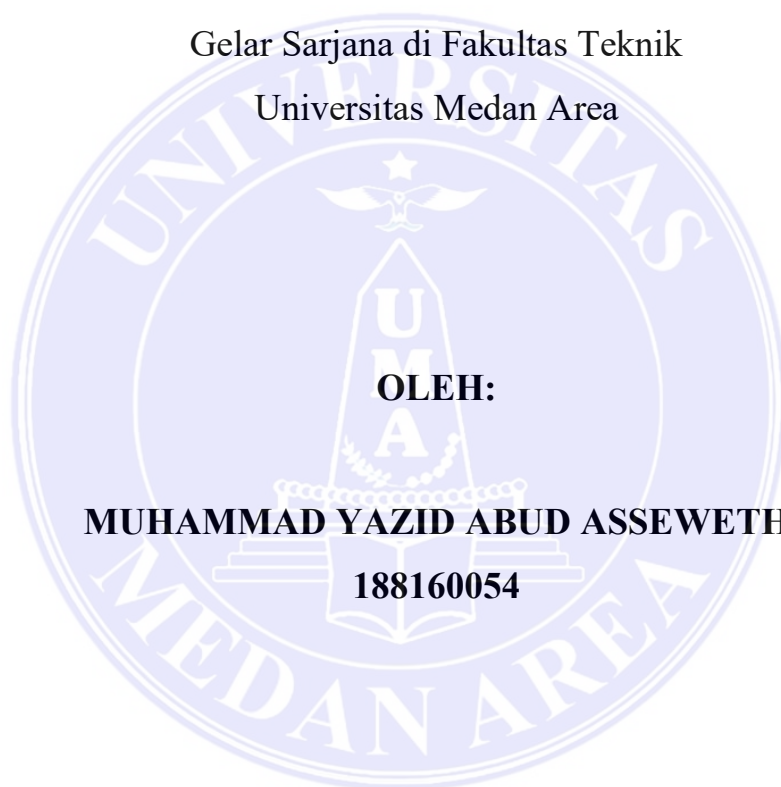 Gelar Sarjana di Fakultas Teknik
Universitas Medan Area
UNIVERSITAS
U
M
A
OLEH:
MUHAMMAD YAZID ABUD ASSEWETH
188160054
MEDAN AREA